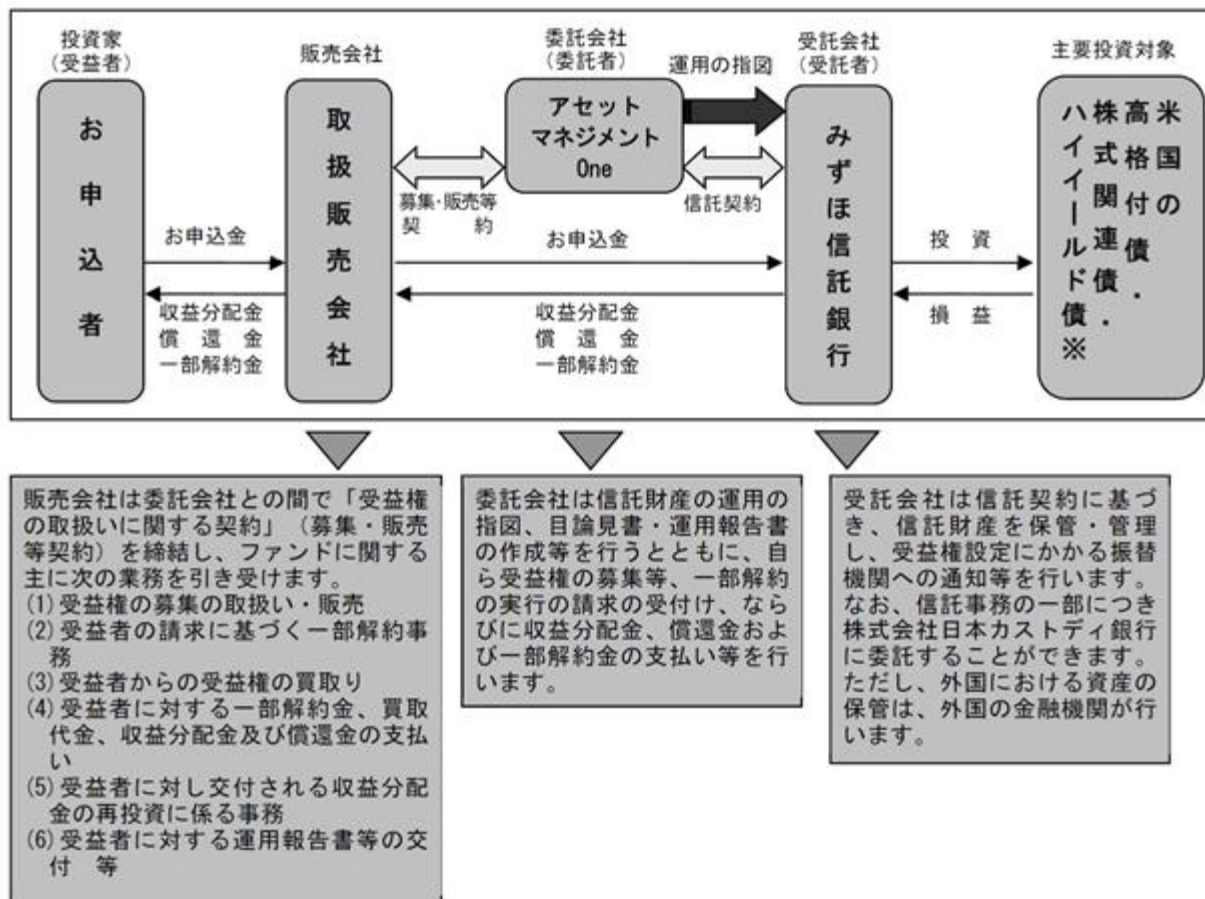 投資家
（受益者）
お申込者
販売会社
取扱販売会社
委託会社
（委託者）
アセット
マネジメント
One
運用の指図
受託会社
（受託者）
みずほ信託銀行
主要投資対象
米国の
高格付債・
株式関連債・
ハイイールド債※
募集・販売等
契　　約
信託契約
お申込金
収益分配金
償　還　金
一部解約金
お申込金
収益分配金
償　還　金
一部解約金
投　資
損　益
販売会社は委託会社との間で「受益権
の取扱いに関する契約」（募集・販売
等契約）を締結し、ファンドに関する
主に次の業務を引き受けます。
(1)受益権の募集の取扱い・販売
(2)受益者の請求に基づく一部解約事
務
(3)受益者からの受益権の買取り
(4)受益者に対する一部解約金、買取
代金、収益分配金及び償還金の支払
い
(5)受益者に対し交付される収益分配
金の再投資に係る事務
(6)受益者に対する運用報告書等の交
付　等
委託会社は信託財産の運用の
指図、目論見書・運用報告書
の作成等を行うとともに、自
ら受益権の募集等、一部解約
の実行の請求の受付け、なら
びに収益分配金、償還金およ
び一部解約金の支払い等を行
います。
受託会社は信託契約に基づ
き、信託財産を保管・管理
し、受益権設定にかかる振替
機関への通知等を行います。
なお、信託事務の一部につき
株式会社日本カストディ銀行
に委託することができます。
ただし、外国における資産の
保管は、外国の金融機関が行
います。